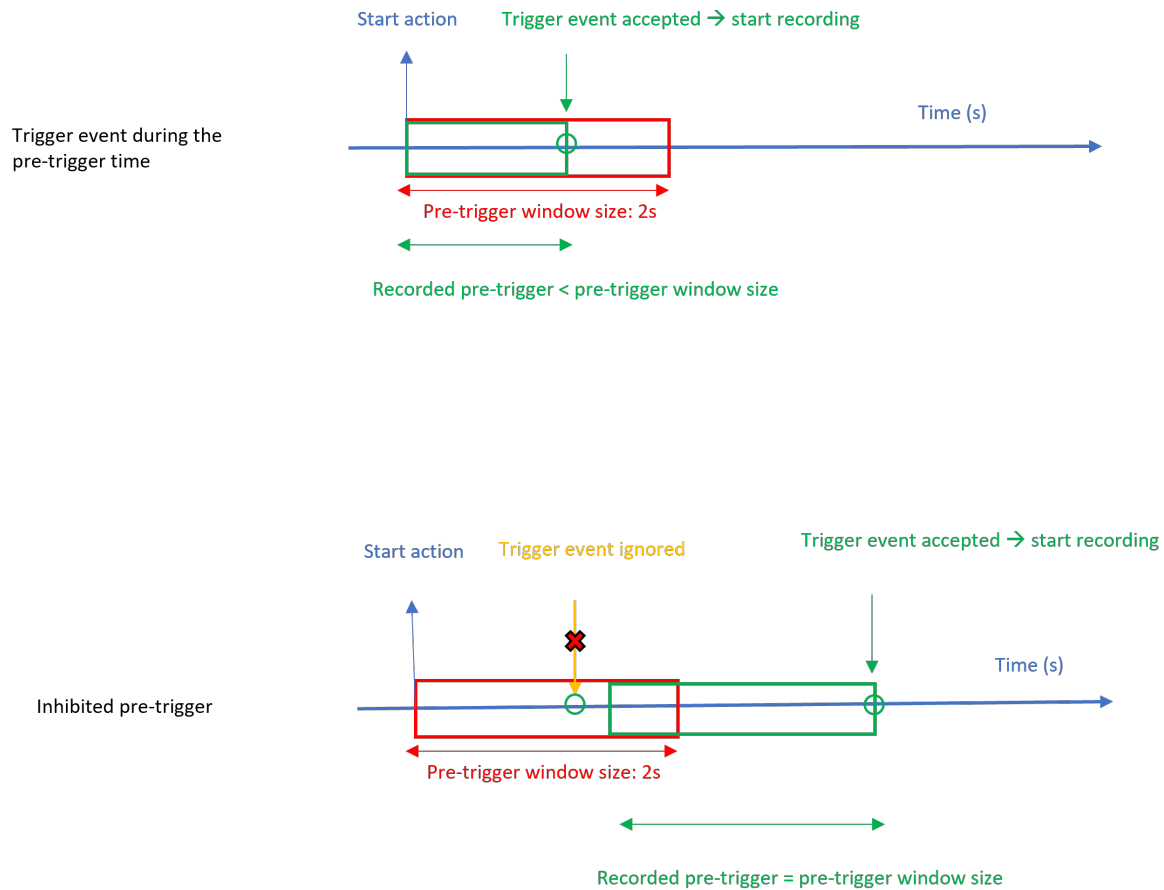 Start action
Trigger event accepted → start recording
Time (s)
Trigger event during the
pre-trigger time
Pre-trigger window size: 2s
Recorded pre-trigger < pre-trigger window size
Trigger event accepted → start recording
Start action
Trigger event ignored
Time (s)
Inhibited pre-trigger
Pre-trigger window size: 2s
Recorded pre-trigger = pre-trigger window size